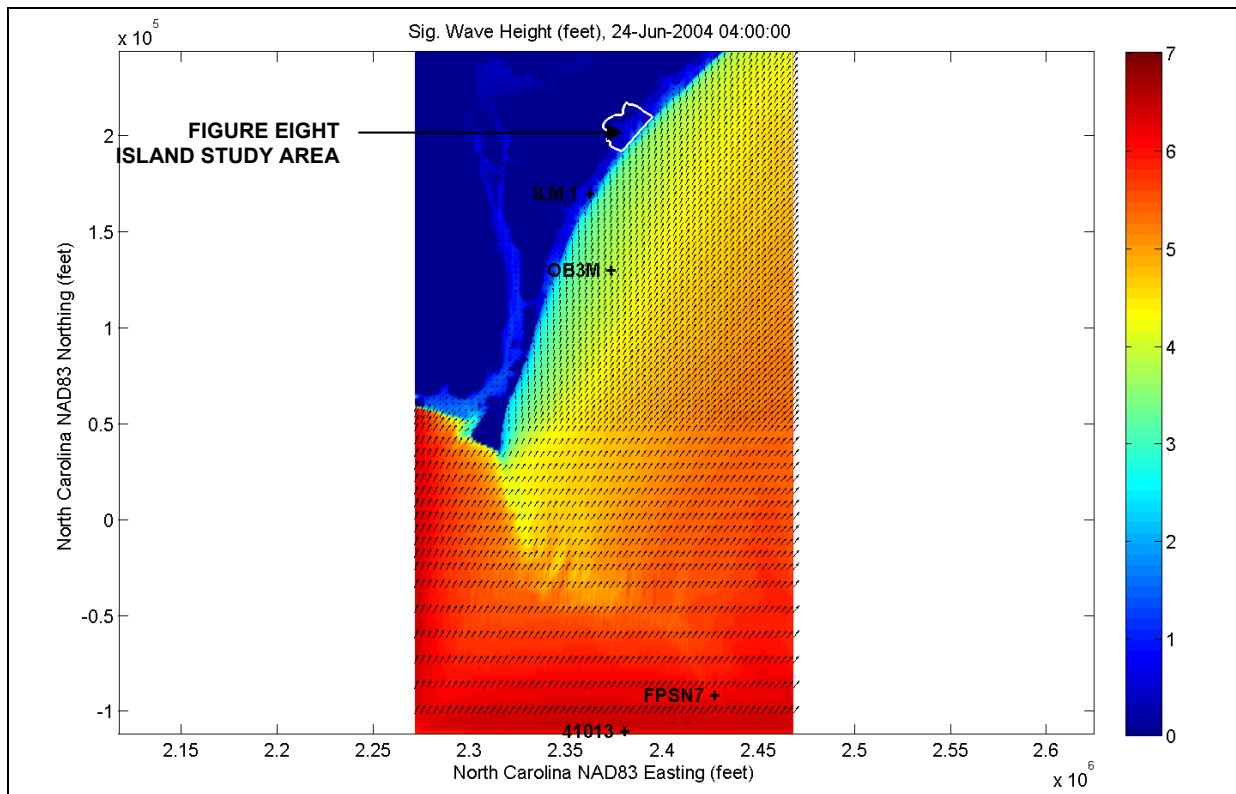 Sig. Wave Height (feet), 24-Jun-2004 04:00:00
x 10^5
FIGURE EIGHT
ISLAND STUDY AREA
ILM 1 +
OB3M +
FPSN7 +
41013 +
North Carolina NAD83 Northing (feet)
2
1.5
1
0.5
0
-0.5
-1
2.15
2.2
2.25
2.3
2.35
2.4
2.45
2.5
2.55
2.6
North Carolina NAD83 Easting (feet)
x 10^6
7
6
5
4
3
2
1
0